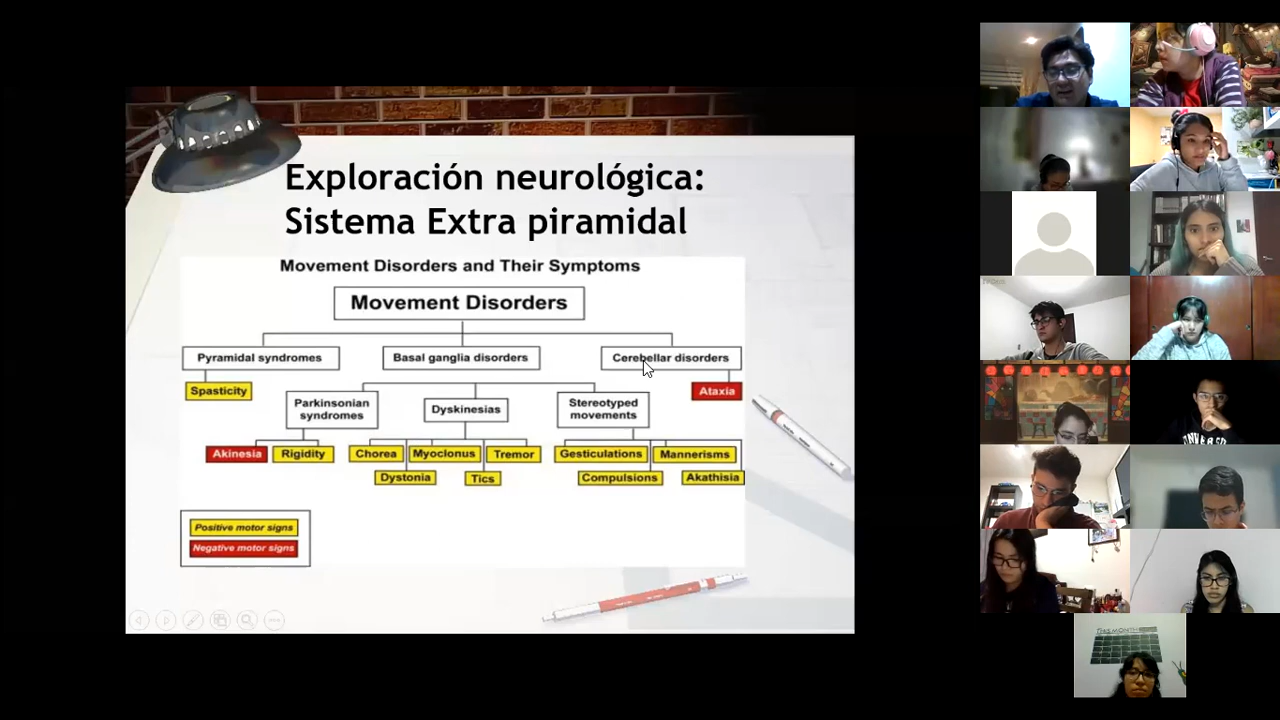 Exploración neurológica:
Sistema Extra piramidal
Movement Disorders and Their Symptoms
Movement Disorders
Pyramidal syndromes
Basal ganglia disorders
Cerebellar disorders
Spasticity
Ataxia
Parkinsonian
syndromes
Dyskinesias
Stereotyped
movements
Akinesia
Rigidity
Chorea
Myoclonus
Tremor
Gesticulations
Mannerisms
Dystonia
Tics
Compulsions
Akathisia
Positive motor signs
Negative motor signs
THIS MONTH